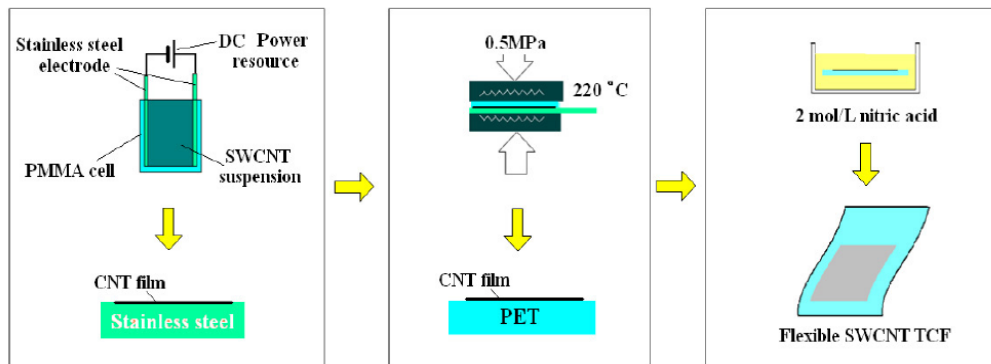 Stainless steel
electrode
DC Power
resource
PMMA cell
SWCNT
suspension
CNT film
Stainless steel
0.5MPa
220 °C
CNT film
PET
2 mol/L nitric acid
Flexible SWCNT TCF